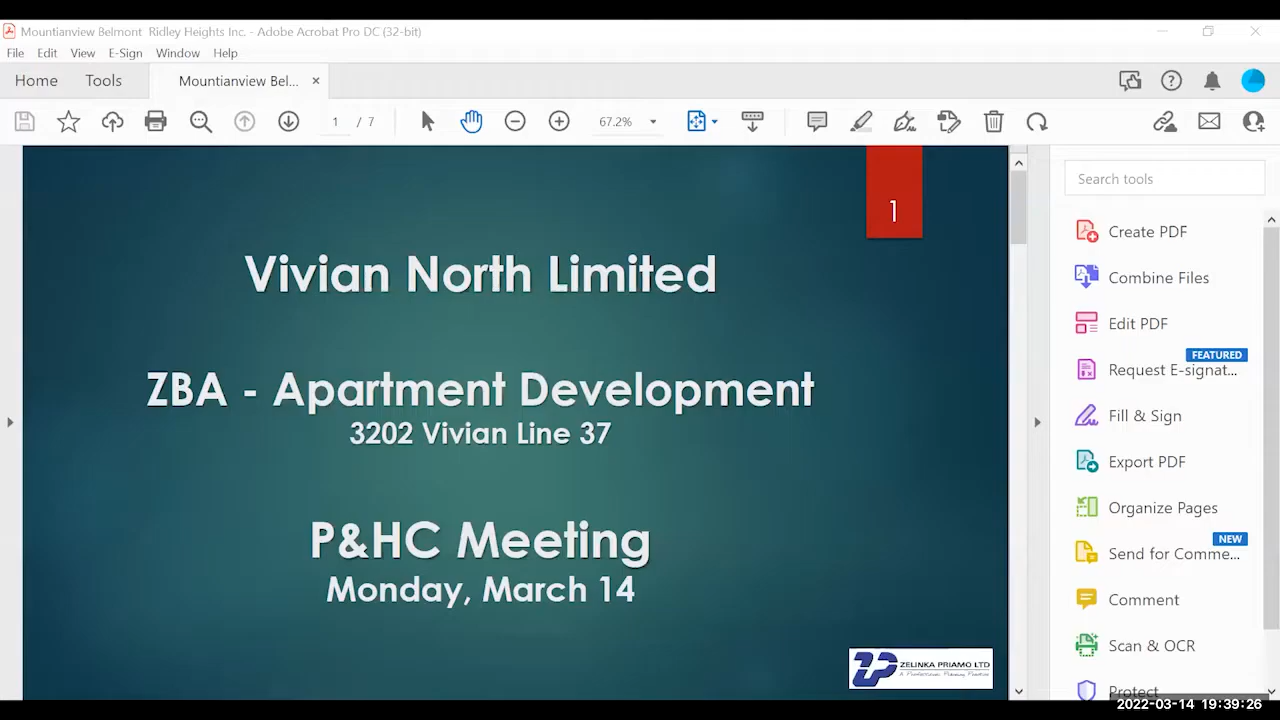 Mountianview Belmont Ridley Heights Inc. - Adobe Acrobat Pro DC (32-bit)
File Edit View E-Sign Window Help
Home Tools Mountianview Bel... ×
1 / 7 67.2%
1
Vivian North Limited
ZBA - Apartment Development
3202 Vivian Line 37
P&HC Meeting
Monday, March 14
ZELINKA PRIAMO LTD
A Professional Planning Practice
Search tools
Create PDF
Combine Files
Edit PDF
FEATURED
Request E-signat...
Fill & Sign
Export PDF
Organize Pages
NEW
Send for Comme...
Comment
Scan & OCR
Protect
2022-03-14 19:39:26